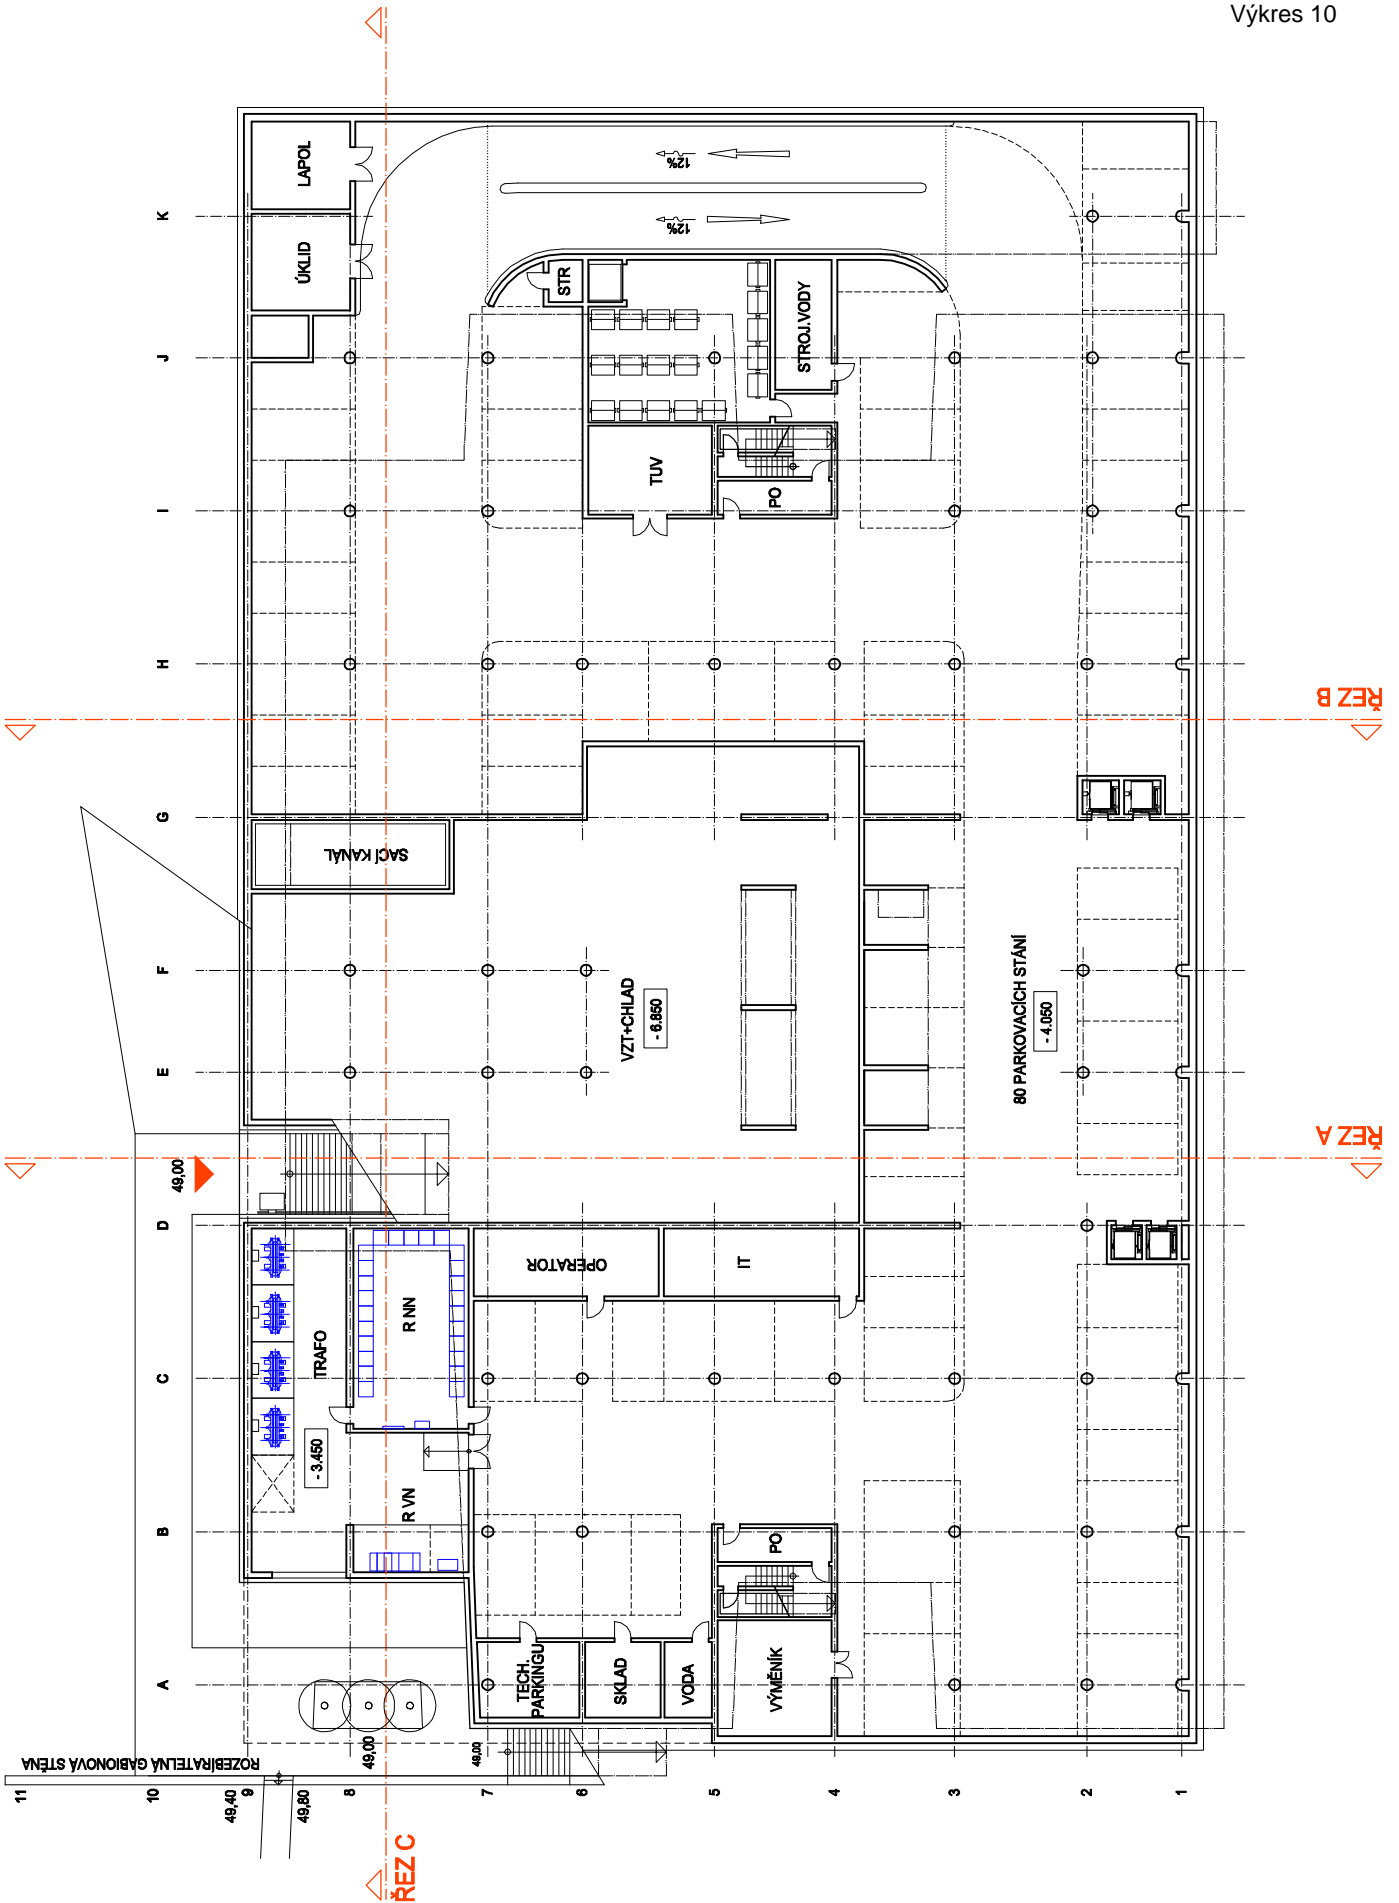 Výkres 10
LAPOL
12%
K
12%
ÚKLID
STR
STROJ.VODY
J
TUV
PO
I
H
ŘEZ B
G
SACÍ KANÁL
F
VZT+CHLAD
- 6.850
80 PARKOVACÍCH STÁNÍ
- 4.050
E
ŘEZ A
49,00
D
OPERATOR
IT
R NN
TRAFO
C
- 3.450
R VN
B
PO
TECH.
PARKINGU
SKLAD
VODA
VÝMĚNÍK
A
ROZEBÍRATELNÁ GABIONOVÁ STĚNA
49,00
49,00
11
10
9
8
7
6
5
4
3
2
1
49,40
49,80
ŘEZ C